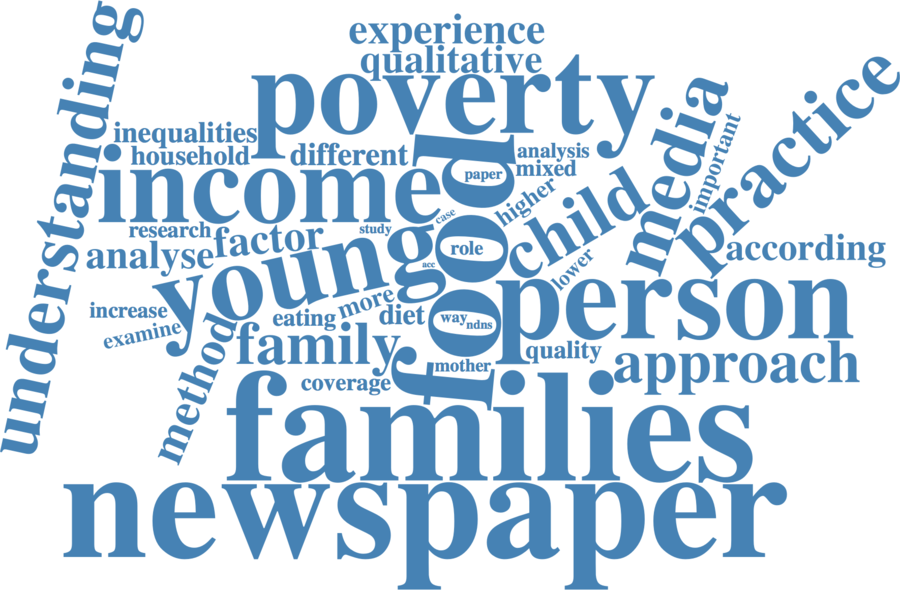 experience
qualitative
understanding
poverty
media
practice
inequalities
important
household
different
food
analysis
mixed
paper
income
higher
child
case
research
study
factor
role
according
analyse
young
acc
lower
person
increase
more
examine
eating
diet
way
ndns
method
family
quality
approach
mother
coverage
families
newspaper